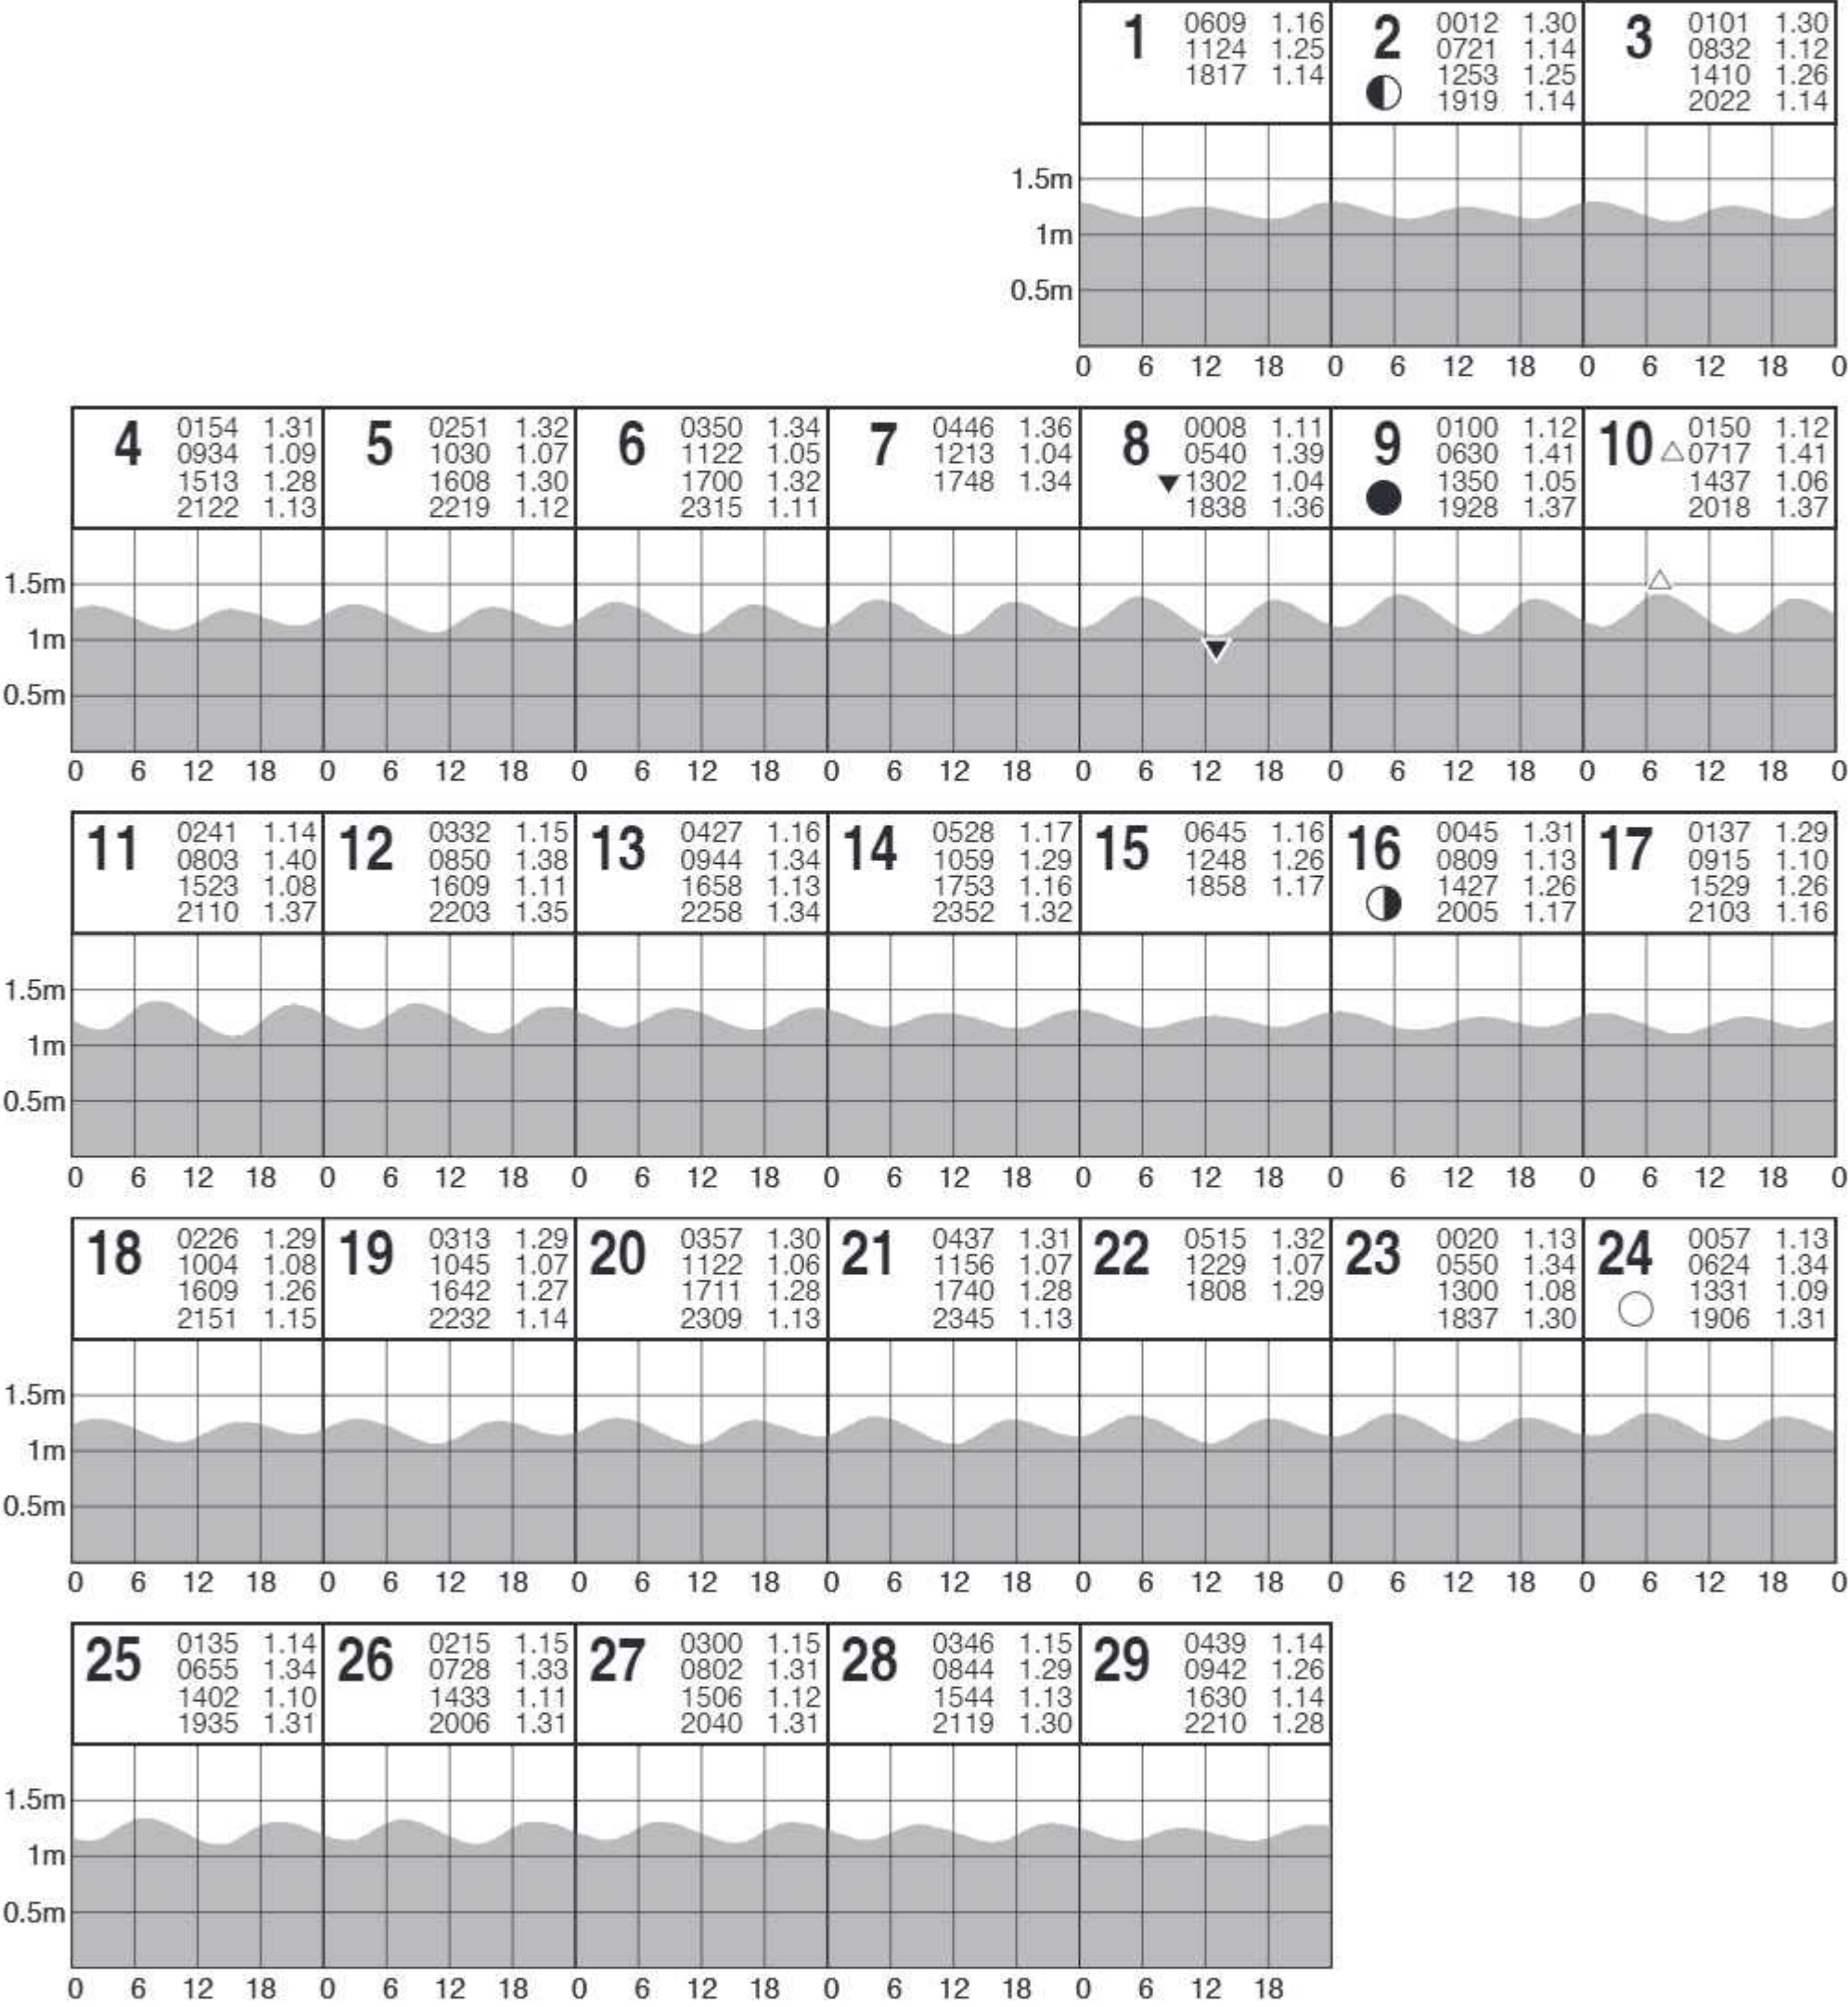 1 0609 1.16 2 0012 1.30 3 0101 1.30
1124 1.25 0721 1.14 0832 1.12
1817 1.14 1253 1.25 1410 1.26
1919 1.14 2022 1.14
1.5m
1m
0.5m
0 6 12 18 0 6 12 18 0 6 12 18 0
4 0154 1.31 5 0251 1.32 6 0350 1.34 7 0446 1.36 8 0008 1.11 9 0100 1.12 10 0150 1.12
0934 1.09 1030 1.07 1122 1.05 1213 1.04 0540 1.39 0630 1.41 △0717 1.41
1513 1.28 1608 1.30 1700 1.32 1748 1.34 ▼1302 1.04 1350 1.05 1437 1.06
2122 1.13 2219 1.12 2315 1.11 1838 1.36 1928 1.37 2018 1.37
1.5m
1m
0.5m
0 6 12 18 0 6 12 18 0 6 12 18 0 6 12 18 0 6 12 18 0 6 12 18 0 6 12 18 0
11 0241 1.14 12 0332 1.15 13 0427 1.16 14 0528 1.17 15 0645 1.16 16 0045 1.31 17 0137 1.29
0803 1.40 0850 1.38 0944 1.34 1059 1.29 1248 1.26 0809 1.13 0915 1.10
1523 1.08 1609 1.11 1658 1.13 1753 1.16 1858 1.17 1427 1.26 1529 1.26
2110 1.37 2203 1.35 2258 1.34 2352 1.32 2005 1.17 2103 1.16
1.5m
1m
0.5m
0 6 12 18 0 6 12 18 0 6 12 18 0 6 12 18 0 6 12 18 0 6 12 18 0 6 12 18 0
18 0226 1.29 19 0313 1.29 20 0357 1.30 21 0437 1.31 22 0515 1.32 23 0020 1.13 24 0057 1.13
1004 1.08 1045 1.07 1122 1.06 1156 1.07 1229 1.07 0550 1.34 0624 1.34
1609 1.26 1642 1.27 1711 1.28 1740 1.28 1808 1.29 1300 1.08 1331 1.09
2151 1.15 2232 1.14 2309 1.13 2345 1.13 1837 1.30 1906 1.31
1.5m
1m
0.5m
0 6 12 18 0 6 12 18 0 6 12 18 0 6 12 18 0 6 12 18 0 6 12 18 0 6 12 18 0
25 0135 1.14 26 0215 1.15 27 0300 1.15 28 0346 1.15 29 0439 1.14
0655 1.34 0728 1.33 0802 1.31 0844 1.29 0942 1.26
1402 1.10 1433 1.11 1506 1.12 1544 1.13 1630 1.14
1935 1.31 2006 1.31 2040 1.31 2119 1.30 2210 1.28
1.5m
1m
0.5m
0 6 12 18 0 6 12 18 0 6 12 18 0 6 12 18 0 6 12 18